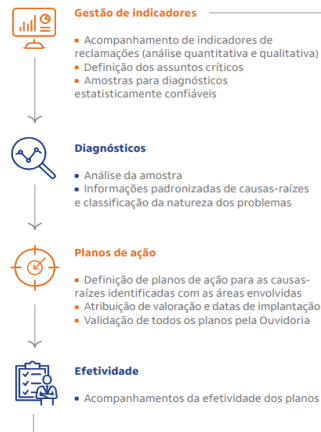 Gestão de indicadores
▪ Acompanhamento de indicadores de
reclamações (análise quantitativa e qualitativa)
▪ Definição dos assuntos críticos
▪ Amostras para diagnósticos
estatisticamente confiáveis
Diagnósticos
▪ Análise da amostra
▪ Informações padronizadas de causas-raízes
e classificação da natureza dos problemas
Planos de ação
▪ Definição de planos de ação para as causas-
raízes identificadas com as áreas envolvidas
▪ Atribuição de valoração e datas de implantação
▪ Validação de todos os planos pela Ouvidoria
Efetividade
▪ Acompanhamentos da efetividade dos planos